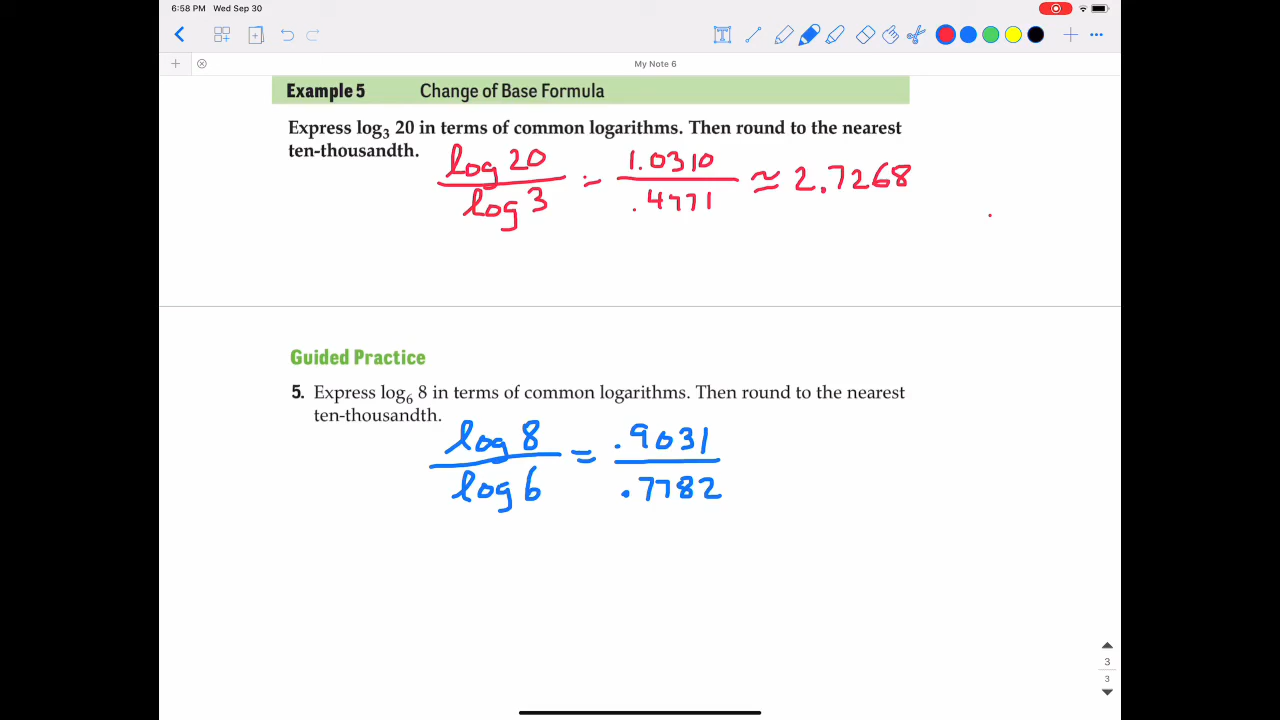 6:58 PM Wed Sep 30
My Note 6
Example 5 Change of Base Formula
Express log₃ 20 in terms of common logarithms. Then round to the nearest
ten-thousandth.
log 20 / log 3 = 1.0310 / .4771 ≈ 2.7268
Guided Practice
5. Express log₆ 8 in terms of common logarithms. Then round to the nearest
ten-thousandth.
log 8 / log 6 = .9031 / .7782
3
3